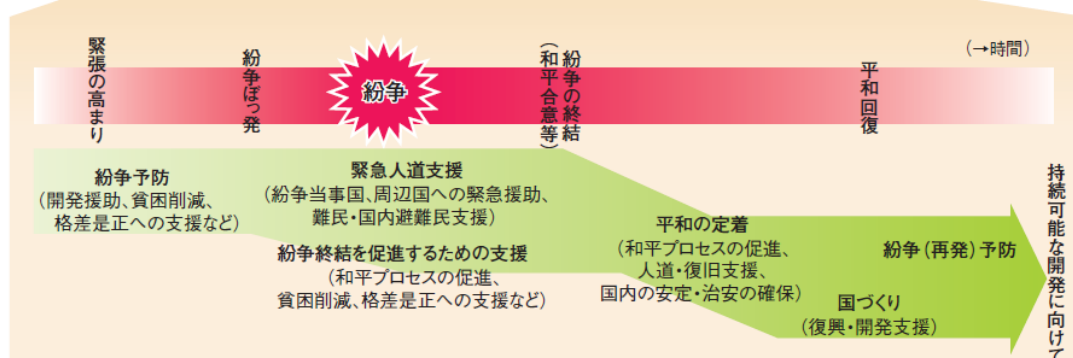 (→時間)
緊張の高まり
紛争ぼっ発
紛争
紛争の終結
(和平合意等)
平和回復
紛争予防
(開発援助、貧困削減、
格差是正への支援など)
緊急人道支援
(紛争当事国、周辺国への緊急援助、
難民・国内避難民支援)
紛争終結を促進するための支援
(和平プロセスの促進、
貧困削減、格差是正への支援など)
平和の定着
(和平プロセスの促進、
人道・復旧支援、
国内の安定・治安の確保)
紛争(再発)予防
国づくり
(復興・開発支援)
持続可能な開発に向けて